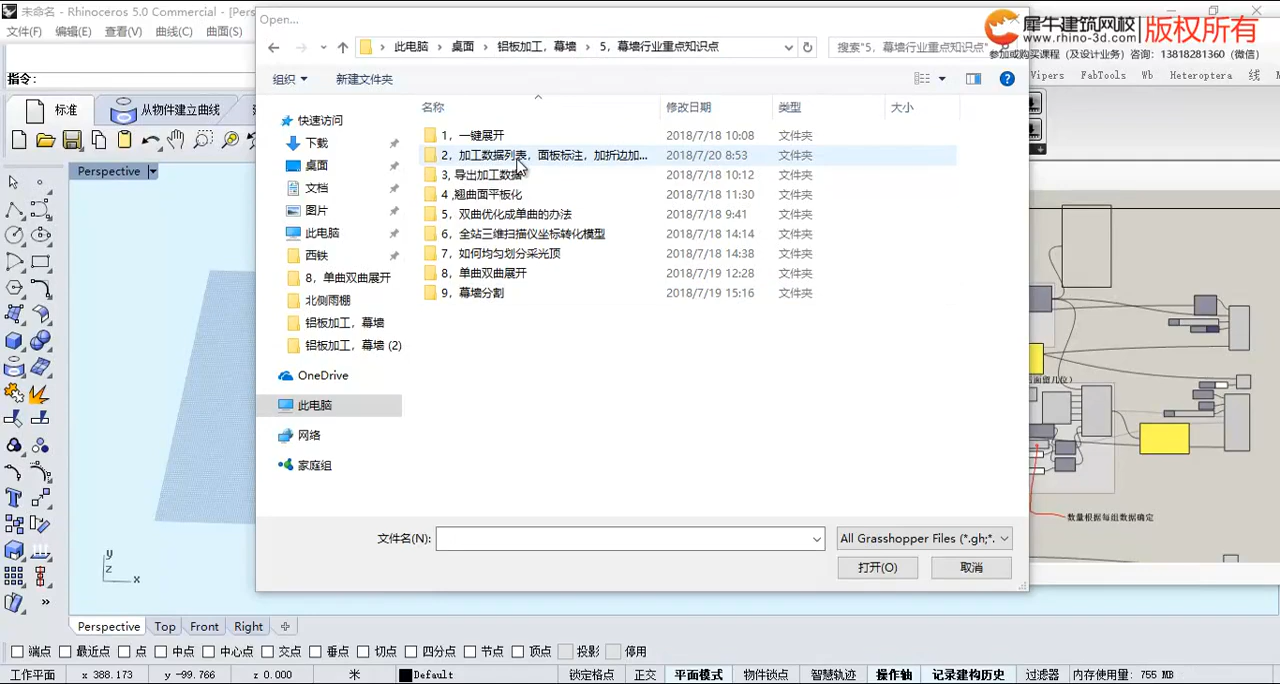 未命名 - Rhinoceros 5.0 Commercial - [Pers
文件(F) 编辑(E) 查看(V) 曲线(C) 曲面(S)
指令:
标准
从物件建立曲线
Perspective
Open...
此电脑 › 桌面 › 铝板加工，幕墙 › 5，幕墙行业重点知识点
搜索"5，幕墙行业重点知识点"
组织
新建文件夹
名称 修改日期 类型 大小
快速访问
下载
桌面
文档
图片
此电脑
西铁
8，单曲双曲展开
北侧雨棚
铝板加工，幕墙
铝板加工，幕墙 (2)
OneDrive
此电脑
网络
家庭组
1，一键展开 2018/7/18 10:08 文件夹
2，加工数据列表，面板标注，加折边加... 2018/7/20 8:53 文件夹
3, 导出加工数据 2018/7/18 10:12 文件夹
4 ,翘曲面平板化 2018/7/18 11:30 文件夹
5，双曲优化成单曲的办法 2018/7/18 9:41 文件夹
6，全站三维扫描仪坐标转化模型 2018/7/18 14:14 文件夹
7，如何均匀划分采光顶 2018/7/18 14:38 文件夹
8，单曲双曲展开 2018/7/19 12:28 文件夹
9，幕墙分割 2018/7/19 15:16 文件夹
文件名(N):
All Grasshopper Files (*.gh;*.
打开(O) 取消
犀牛建筑网校 版权所有
www.rhino-3d.com
参加或购买课程（及设计业务）咨询：13818281360（微信）
Vipers FabTools Wb Heteroptera 线
后面留几位）
数量根据每组数据确定
y
z
x
Perspective Top Front Right
端点 最近点 点 中点 中心点 交点 垂点 切点 四分点 节点 顶点 投影 停用
工作平面 x 388.173 y -99.766 z 0.000 米 Default 锁定格点 正交 平面模式 物件锁点 智慧轨迹 操作轴 记录建构历史 过滤器 内存使用量: 755 MB